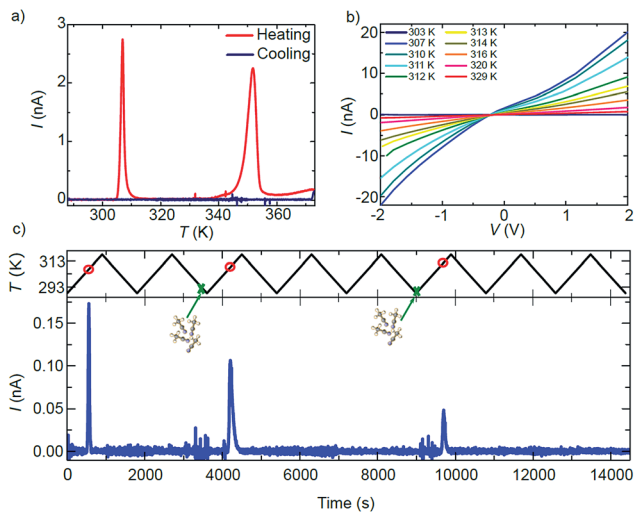 a)
Heating
Cooling
I (nA)
3
2
1
0
300
320
340
360
T (K)
b)
303 K
307 K
310 K
311 K
312 K
313 K
314 K
316 K
320 K
329 K
I (nA)
20
10
0
-10
-20
-2
-1
0
1
2
V (V)
c)
T (K)
313
293
I (nA)
0.15
0.10
0.05
0.00
0
2000
4000
6000
8000
10000
12000
14000
Time (s)